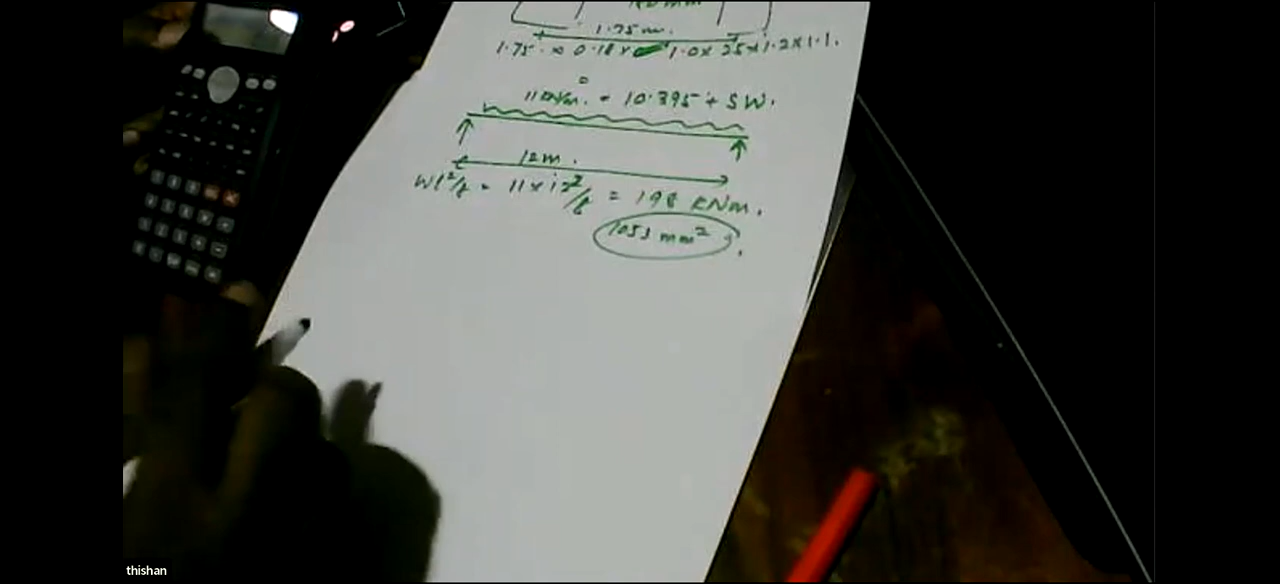 1.75 m.
1.75 × 0.18 × 1.0 × 25 × 1.2 × 1.1.
11 kN/m. = 10.395 + SW.
12m.
Wl²/8 = 11 × 12²/8 = 198 KNm.
1053 mm².
thishan